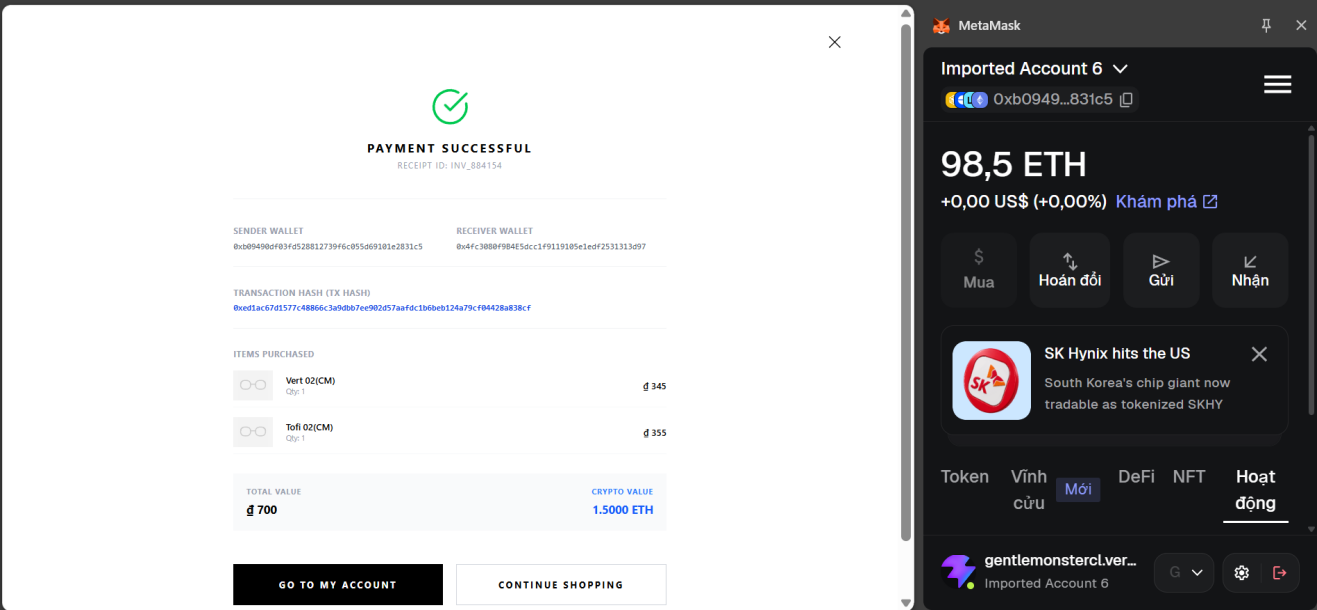 PAYMENT SUCCESSFUL
RECEIPT ID: INV_884154
SENDER WALLET
0xb09490df03fd528812739f6c055d69101e2831c5
RECEIVER WALLET
0x4fc3080f9B4E5dcc1f9119105e1edf2531313d97
TRANSACTION HASH (TX HASH)
0xed1ac67d1577c48866c3a9dbb7ee902d57aafdc1b6beb124a79cf04428a838cf
ITEMS PURCHASED
Vert 02(CM)
Qty: 1
₫ 345
Tofi 02(CM)
Qty: 1
₫ 355
TOTAL VALUE
₫ 700
CRYPTO VALUE
1.5000 ETH
GO TO MY ACCOUNT
CONTINUE SHOPPING
MetaMask
Imported Account 6
0xb0949...831c5
98,5 ETH
+0,00 US$ (+0,00%) Khám phá
$
Mua
Hoán đổi
Gửi
Nhận
SK
SK Hynix hits the US
South Korea's chip giant now
tradable as tokenized SKHY
Token
Vĩnh
cửu
Mới
DeFi
NFT
Hoạt
động
gentlemonstercl.ver...
Imported Account 6
G